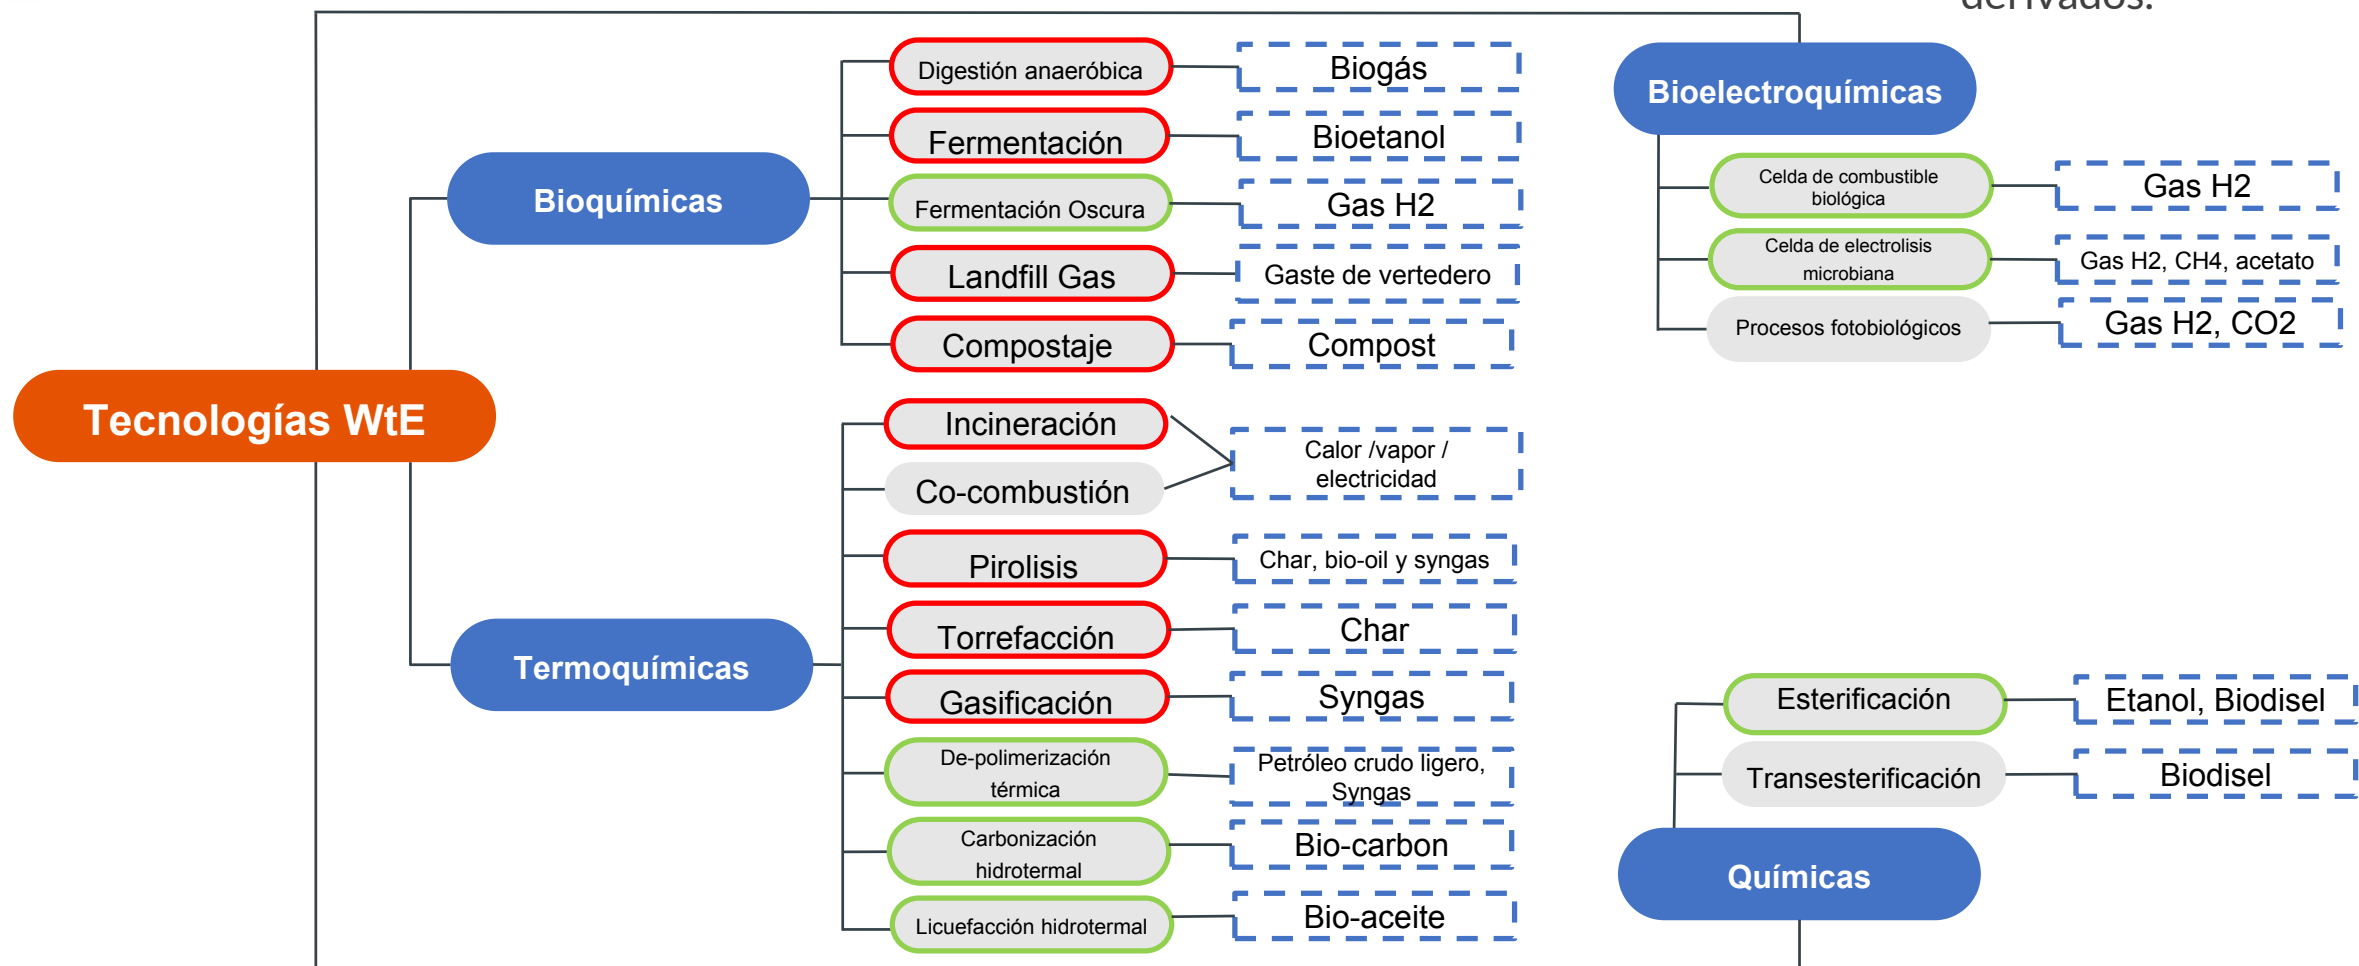 derivados.
Tecnologías WtE
Bioquímicas
Digestión anaeróbica
Biogás
Fermentación
Bioetanol
Fermentación Oscura
Gas H2
Landfill Gas
Gaste de vertedero
Compostaje
Compost
Termoquímicas
Incineración
Co-combustión
Calor /vapor /
electricidad
Pirolisis
Char, bio-oil y syngas
Torrefacción
Char
Gasificación
Syngas
De-polimerización
térmica
Petróleo crudo ligero,
Syngas
Carbonización
hidrotermal
Bio-carbon
Licuefacción hidrotermal
Bio-aceite
Bioelectroquímicas
Celda de combustible
biológica
Gas H2
Celda de electrolisis
microbiana
Gas H2, CH4, acetato
Procesos fotobiológicos
Gas H2, CO2
Esterificación
Etanol, Biodisel
Transesterificación
Biodisel
Químicas